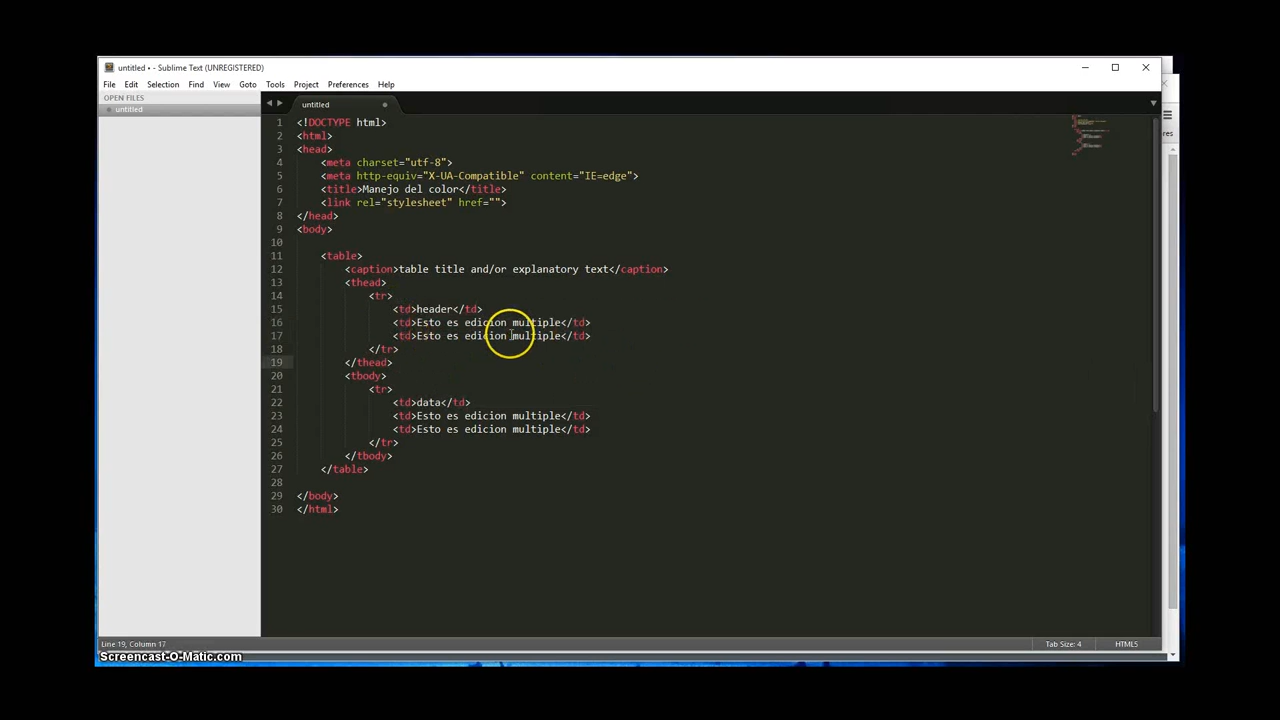 untitled • - Sublime Text (UNREGISTERED)
File Edit Selection Find View Goto Tools Project Preferences Help
OPEN FILES
untitled
untitled
1 <!DOCTYPE html>
2 <html>
3 <head>
4 <meta charset="utf-8">
5 <meta http-equiv="X-UA-Compatible" content="IE=edge">
6 <title>Manejo del color</title>
7 <link rel="stylesheet" href="">
8 </head>
9 <body>
10
11 <table>
12 <caption>table title and/or explanatory text</caption>
13 <thead>
14 <tr>
15 <td>header</td>
16 <td>Esto es edicion multiple</td>
17 <td>Esto es edicion multiple</td>
18 </tr>
19 </thead>
20 <tbody>
21 <tr>
22 <td>data</td>
23 <td>Esto es edicion multiple</td>
24 <td>Esto es edicion multiple</td>
25 </tr>
26 </tbody>
27 </table>
28
29 </body>
30 </html>
Line 19, Column 17
Tab Size: 4
HTML5
Screencast-O-Matic.com